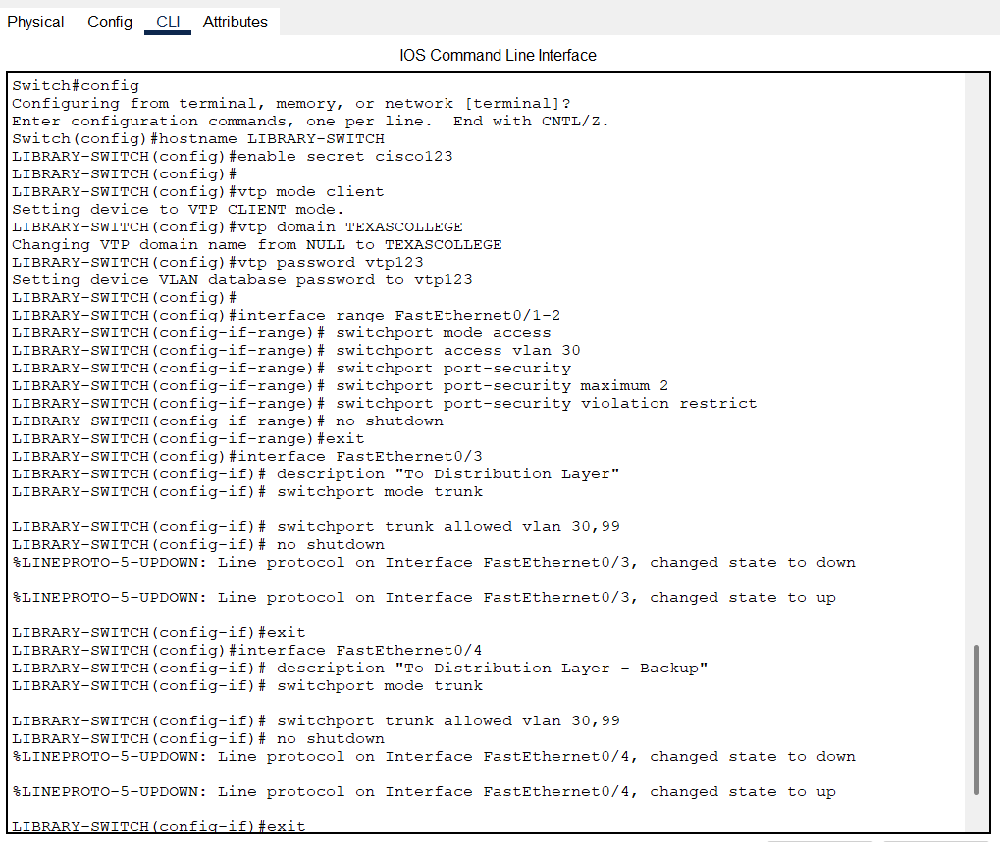 Physical Config CLI Attributes
IOS Command Line Interface
Switch#config
Configuring from terminal, memory, or network [terminal]?
Enter configuration commands, one per line.  End with CNTL/Z.
Switch(config)#hostname LIBRARY-SWITCH
LIBRARY-SWITCH(config)#enable secret cisco123
LIBRARY-SWITCH(config)#
LIBRARY-SWITCH(config)#vtp mode client
Setting device to VTP CLIENT mode.
LIBRARY-SWITCH(config)#vtp domain TEXASCOLLEGE
Changing VTP domain name from NULL to TEXASCOLLEGE
LIBRARY-SWITCH(config)#vtp password vtp123
Setting device VLAN database password to vtp123
LIBRARY-SWITCH(config)#
LIBRARY-SWITCH(config)#interface range FastEthernet0/1-2
LIBRARY-SWITCH(config-if-range)# switchport mode access
LIBRARY-SWITCH(config-if-range)# switchport access vlan 30
LIBRARY-SWITCH(config-if-range)# switchport port-security
LIBRARY-SWITCH(config-if-range)# switchport port-security maximum 2
LIBRARY-SWITCH(config-if-range)# switchport port-security violation restrict
LIBRARY-SWITCH(config-if-range)# no shutdown
LIBRARY-SWITCH(config-if-range)#exit
LIBRARY-SWITCH(config)#interface FastEthernet0/3
LIBRARY-SWITCH(config-if)# description "To Distribution Layer"
LIBRARY-SWITCH(config-if)# switchport mode trunk
LIBRARY-SWITCH(config-if)# switchport trunk allowed vlan 30,99
LIBRARY-SWITCH(config-if)# no shutdown
%LINEPROTO-5-UPDOWN: Line protocol on Interface FastEthernet0/3, changed state to down
%LINEPROTO-5-UPDOWN: Line protocol on Interface FastEthernet0/3, changed state to up
LIBRARY-SWITCH(config-if)#exit
LIBRARY-SWITCH(config)#interface FastEthernet0/4
LIBRARY-SWITCH(config-if)# description "To Distribution Layer - Backup"
LIBRARY-SWITCH(config-if)# switchport mode trunk
LIBRARY-SWITCH(config-if)# switchport trunk allowed vlan 30,99
LIBRARY-SWITCH(config-if)# no shutdown
%LINEPROTO-5-UPDOWN: Line protocol on Interface FastEthernet0/4, changed state to down
%LINEPROTO-5-UPDOWN: Line protocol on Interface FastEthernet0/4, changed state to up
LIBRARY-SWITCH(config-if)#exit